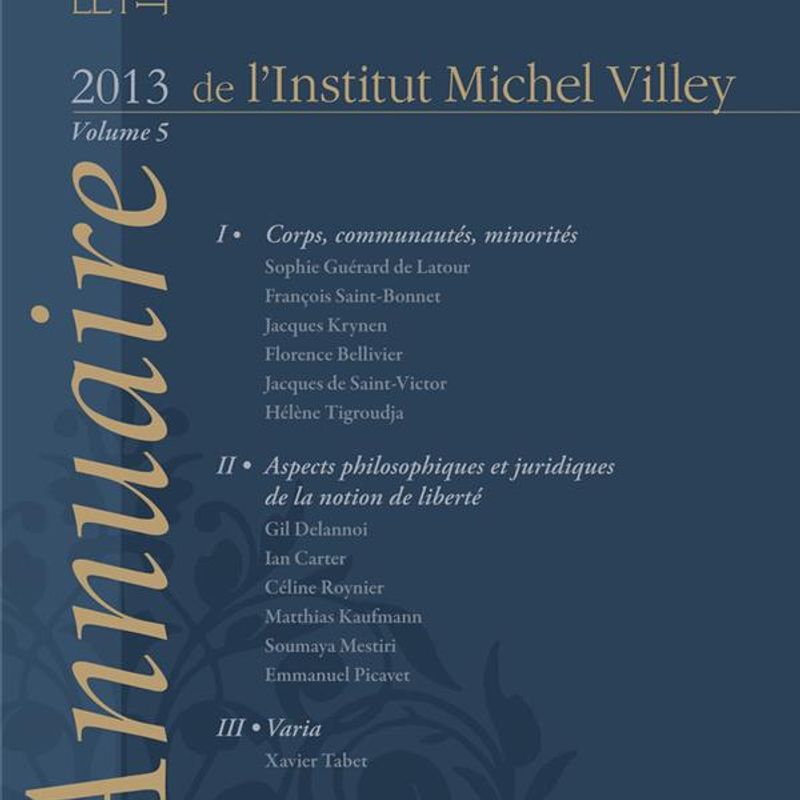 2013 de l'Institut Michel Villey
Volume 5
Annuaire
I • Corps, communautés, minorités
Sophie Guérard de Latour
François Saint-Bonnet
Jacques Krynen
Florence Bellivier
Jacques de Saint-Victor
Hélène Tigroudja
II • Aspects philosophiques et juridiques
de la notion de liberté
Gil Delannoi
Ian Carter
Céline Roynier
Matthias Kaufmann
Soumaya Mestiri
Emmanuel Picavet
III • Varia
Xavier Tabet